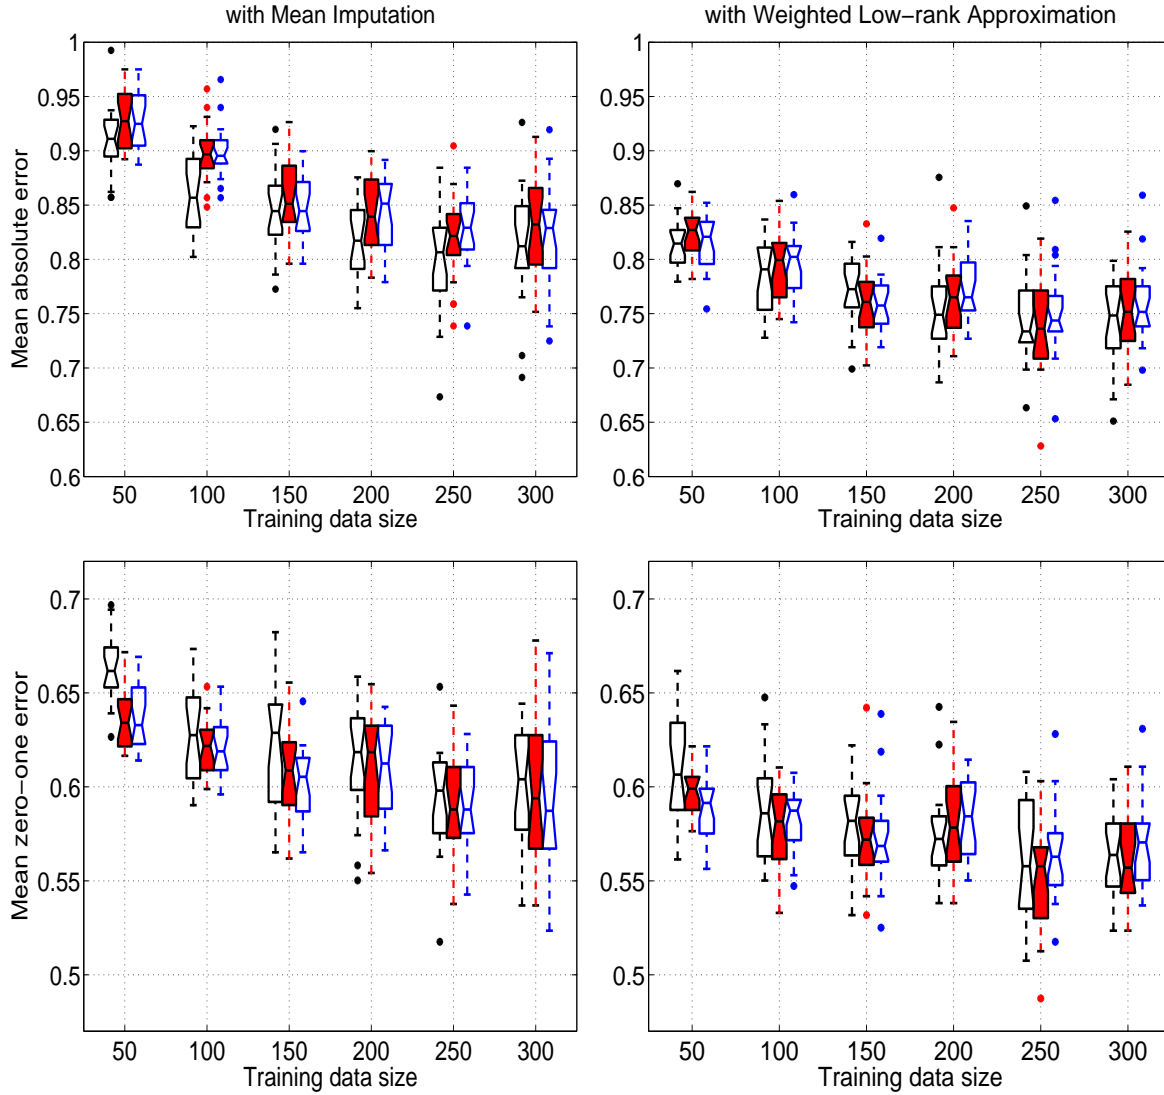 with Mean Imputation
with Weighted Low-rank Approximation
Mean absolute error
1
0.95
0.9
0.85
0.8
0.75
0.7
0.65
0.6
50 100 150 200 250 300
Training data size
1
0.95
0.9
0.85
0.8
0.75
0.7
0.65
0.6
50 100 150 200 250 300
Training data size
Mean zero-one error
0.7
0.65
0.6
0.55
0.5
50 100 150 200 250 300
Training data size
0.7
0.65
0.6
0.55
0.5
50 100 150 200 250 300
Training data size